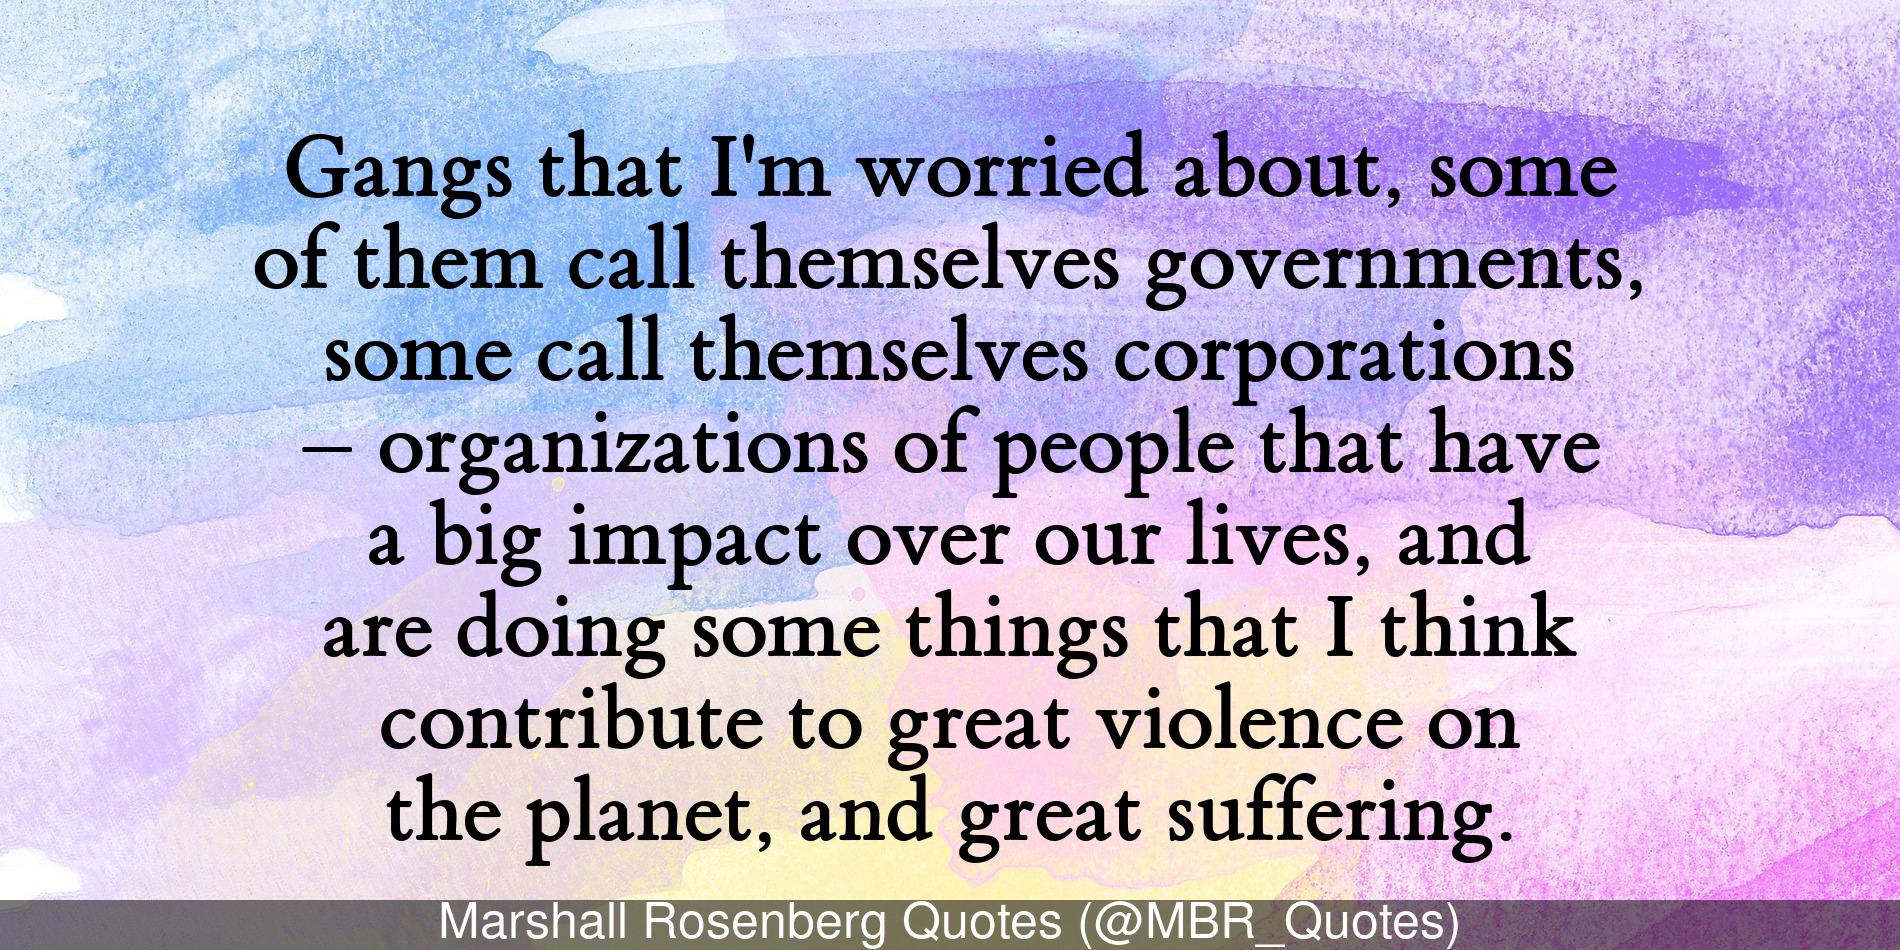 Gangs that I'm worried about, some
of them call themselves governments,
some call themselves corporations
– organizations of people that have
a big impact over our lives, and
are doing some things that I think
contribute to great violence on
the planet, and great suffering.
Marshall Rosenberg Quotes (@MBR_Quotes)